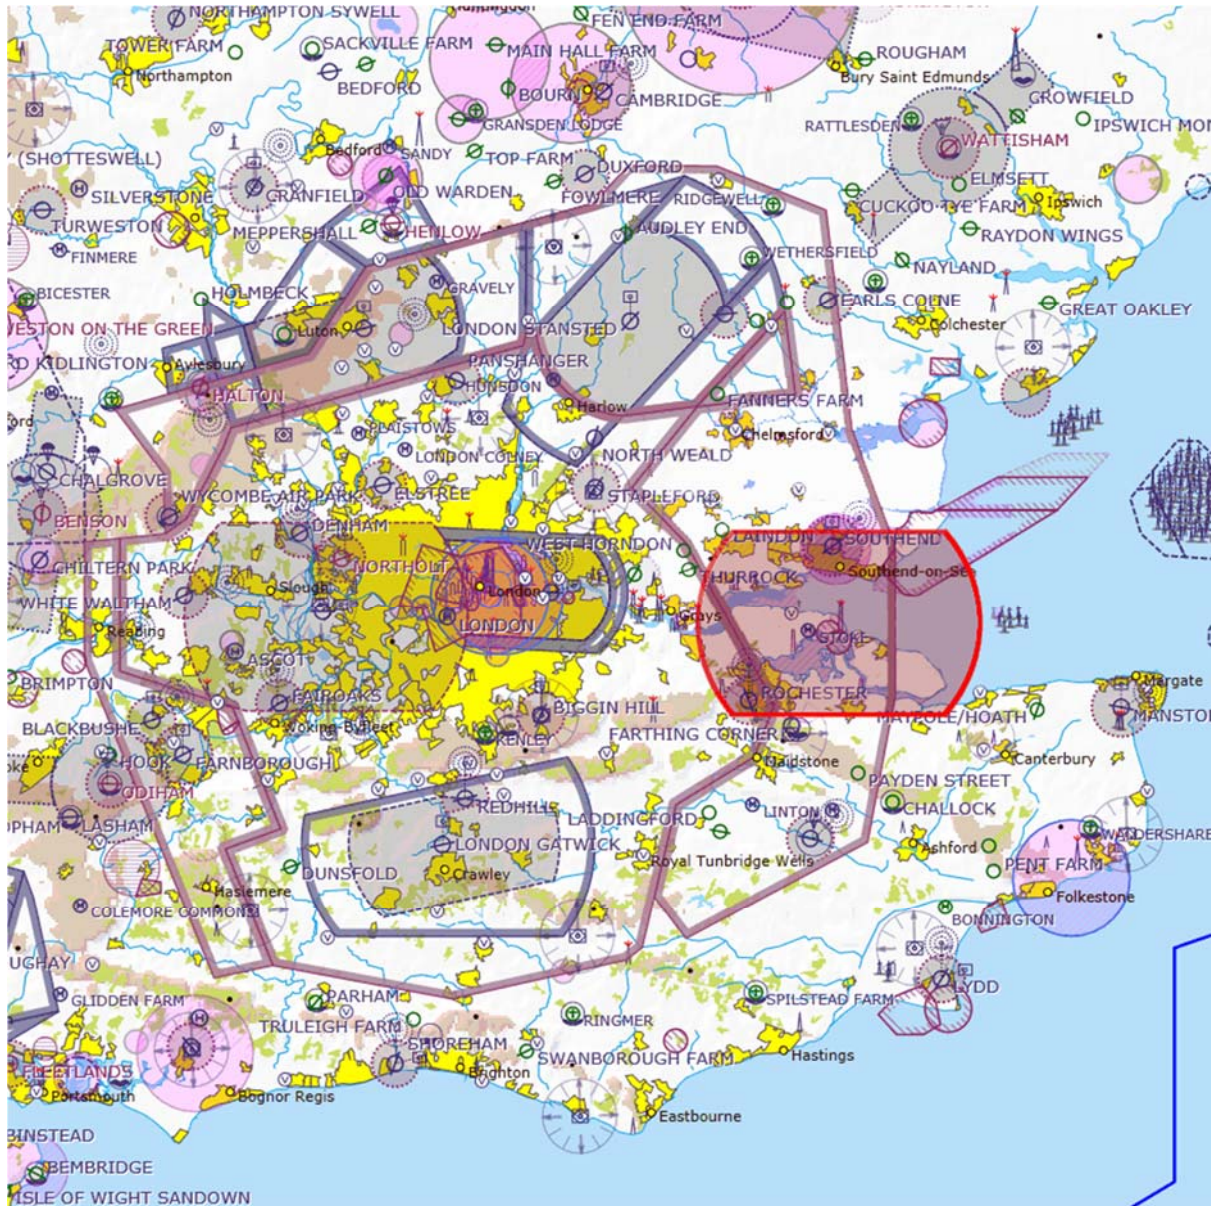 NORTHAMPTON SYWELL
FEN END FARM
TOWER FARM
SACKVILLE FARM
MAIN HALL FARM
ROUGHAM
Northampton
BEDFORD
Bury Saint Edmunds
BOURN
CAMBRIDGE
CROWFIELD
GRANSDEN LODGE
RATTLESDEN
IPSWICH MON
Bedford
SANDY
WATTISHAM
(SHOTTESWELL)
TOP FARM
DUXFORD
ELMSETT
SILVERSTONE
CRANFIELD
OLD WARDEN
FOWLMERE
RIDGEWELL
CUCKOO TYE FARM
Ipswich
TURWESTON
MEPPERSHALL
HENLOW
AUDLEY END
RAYDON WINGS
FINMERE
WETHERSFIELD
NAYLAND
BICESTER
HOLMBECK
GRAVELY
EARLS COLNE
GREAT OAKLEY
WESTON ON THE GREEN
Luton
LONDON STANSTED
Colchester
RD KIDLINGTON
Aylesbury
PANSHANGER
HUNSDON
HALTON
Harlow
FANNERS FARM
PLAISTOWS
Chelmsford
LONDON COLNEY
NORTH WEALD
CHALGROVE
WYCOMBE AIR PARK
ELSTREE
STAPLEFORD
BENSON
DENHAM
WEST HORNDON
LAINDON
SOUTHEND
CHILTERN PARK
NORTHOLT
THURROCK
Southend-on-Sea
Slough
London
WHITE WALTHAM
Grays
LONDON
Reading
STOKE
ASCOT
BRIMPTON
FAIROAKS
ROCHESTER
Margate
BLACKBUSHE
Woking-Byfleet
BIGGIN HILL
MAYPOLE/HOATH
MANSTO
KENLEY
FARTHING CORNER
HOOK
FARNBOROUGH
Maidstone
Canterbury
ODIHAM
PAYDEN STREET
REDHILL
LADDINGFORD
LINTON
CHALLOCK
LASHAM
WALDERSHARE
LONDON GATWICK
Ashford
Royal Tunbridge Wells
DUNSFOLD
Crawley
PENT FARM
Haslemere
Folkestone
COLEMORE COMMON
BONNINGTON
LYDD
GLIDDEN FARM
PARHAM
SPILSTEAD FARM
TRULEIGH FARM
RINGMER
SHOREHAM
SWANBOROUGH FARM
Hastings
FLEETLANDS
Brighton
Portsmouth
Bognor Regis
Eastbourne
BINSTEAD
BEMBRIDGE
ISLE OF WIGHT SANDOWN